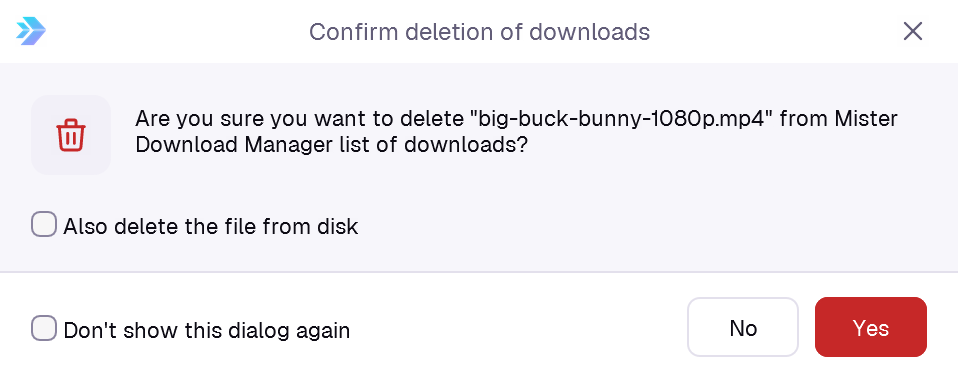 Confirm deletion of downloads
Are you sure you want to delete "big-buck-bunny-1080p.mp4" from Mister
Download Manager list of downloads?
Also delete the file from disk
Don't show this dialog again
No
Yes